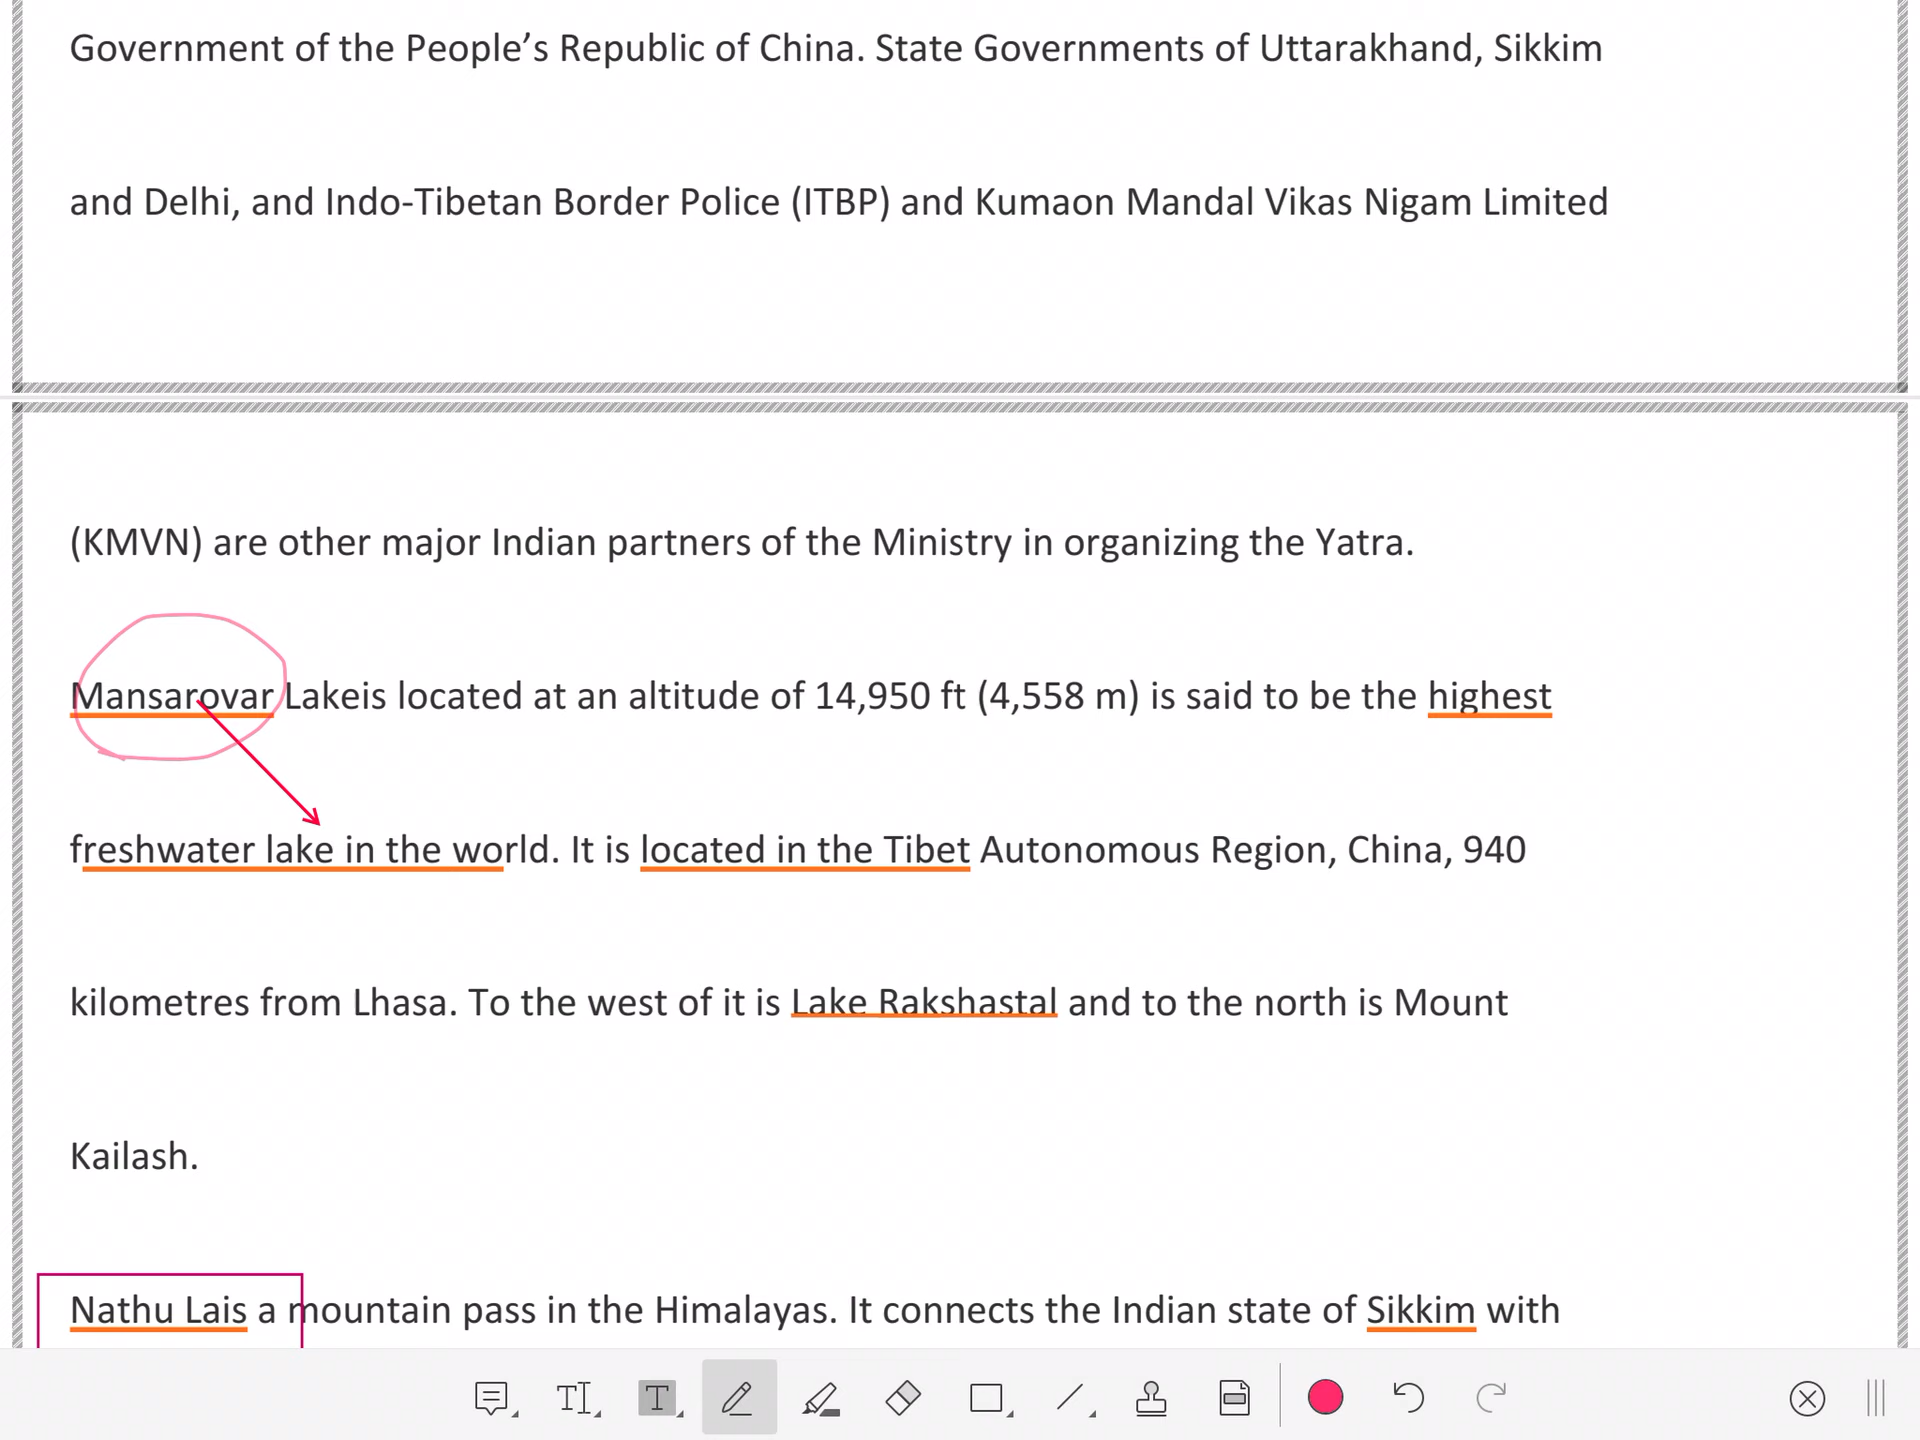 Government of the People’s Republic of China. State Governments of Uttarakhand, Sikkim
and Delhi, and Indo-Tibetan Border Police (ITBP) and Kumaon Mandal Vikas Nigam Limited
(KMVN) are other major Indian partners of the Ministry in organizing the Yatra.
Mansarovar Lakeis located at an altitude of 14,950 ft (4,558 m) is said to be the highest
freshwater lake in the world. It is located in the Tibet Autonomous Region, China, 940
kilometres from Lhasa. To the west of it is Lake Rakshastal and to the north is Mount
Kailash.
Nathu Lais a mountain pass in the Himalayas. It connects the Indian state of Sikkim with